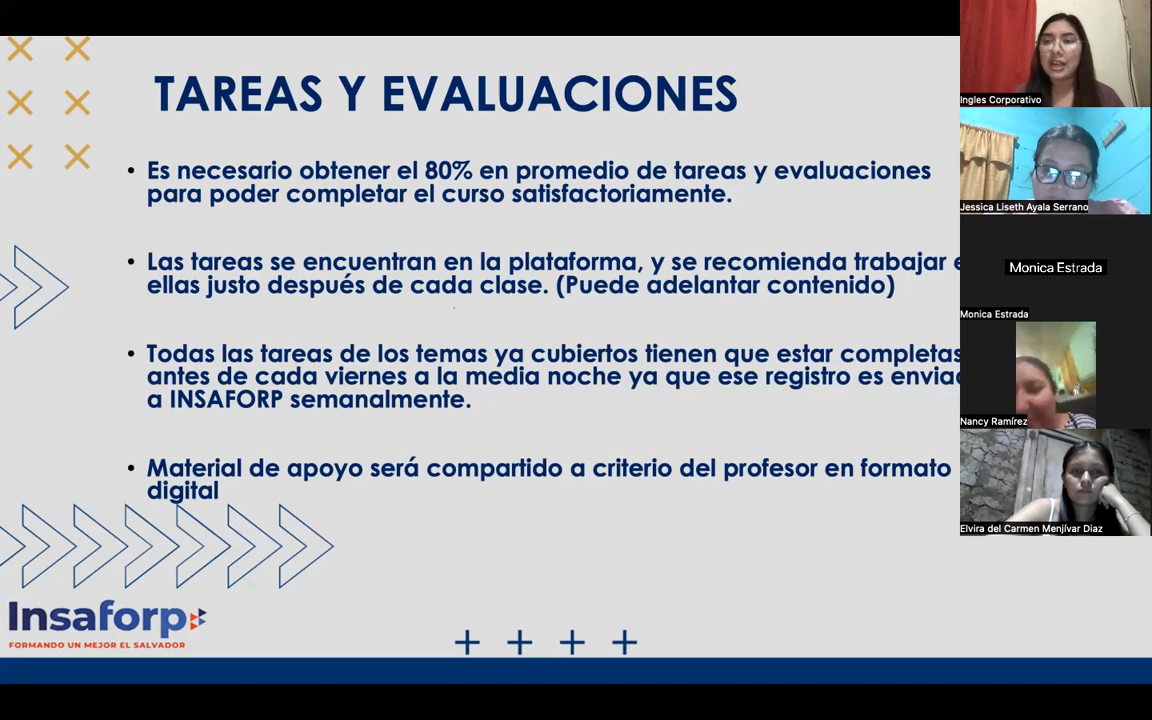 TAREAS Y EVALUACIONES
• Es necesario obtener el 80% en promedio de tareas y evaluaciones
para poder completar el curso satisfactoriamente.
• Las tareas se encuentran en la plataforma, y se recomienda trabajar
ellas justo después de cada clase. (Puede adelantar contenido)
• Todas las tareas de los temas ya cubiertos tienen que estar completas
antes de cada viernes a la media noche ya que ese registro es
a INSAFORP semanalmente.
• Material de apoyo será compartido a criterio del profesor en formato
digital
Insaforp
FORMANDO UN MEJOR EL SALVADOR
Ingles Corporativo
Jessica Liseth Ayala Serrano
Monica Estrada
Monica Estrada
Nancy Ramírez
Elvira del Carmen Menjívar Diaz